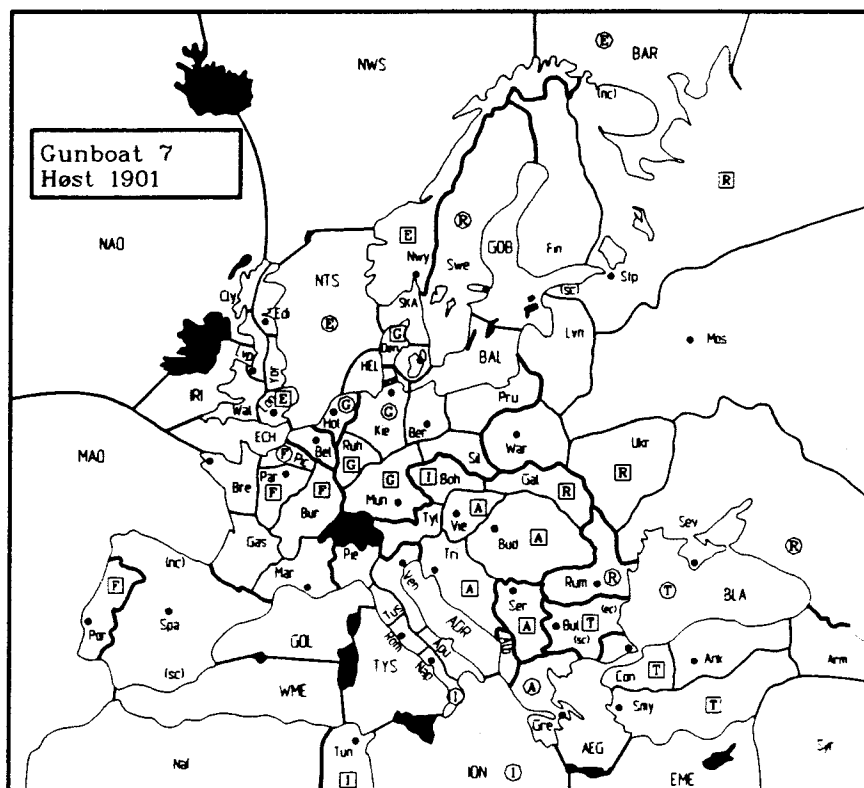 NWS
E
BAR
(nc)
Gunboat 7
Høst 1901
R
NAO
E
R
Nwy
Swe
GOB
Fin
Stp
NTS
Cly
Edi
SKA
(sc)
E
G
Den
Lvn
Mos
HEL
BAL
IRI
Yor
Pru
Wal
E
Hol
G
G
Kie
Ber
War
Ukr
ECH
Bel
Ruh
Sil
MAO
F
Pic
G
G
I
Boh
Gal
R
R
Bre
Par
F
F
Mun
Bur
Tyl
Vie
A
A
Bud
Sev
Gas
Pie
Tri
R
(nc)
Mar
Ven
Rum
R
T
BLA
F
Ser
(ec)
A
Bul
T
Por
Spa
Tus
ADR
A
(sc)
Ank
GOL
Rom
Apu
Alb
Con
T
Arm
(sc)
TYS
Nap
A
WME
I
Gre
Smy
T
AEG
Naf
Tun
I
ION
I
EME
Syr